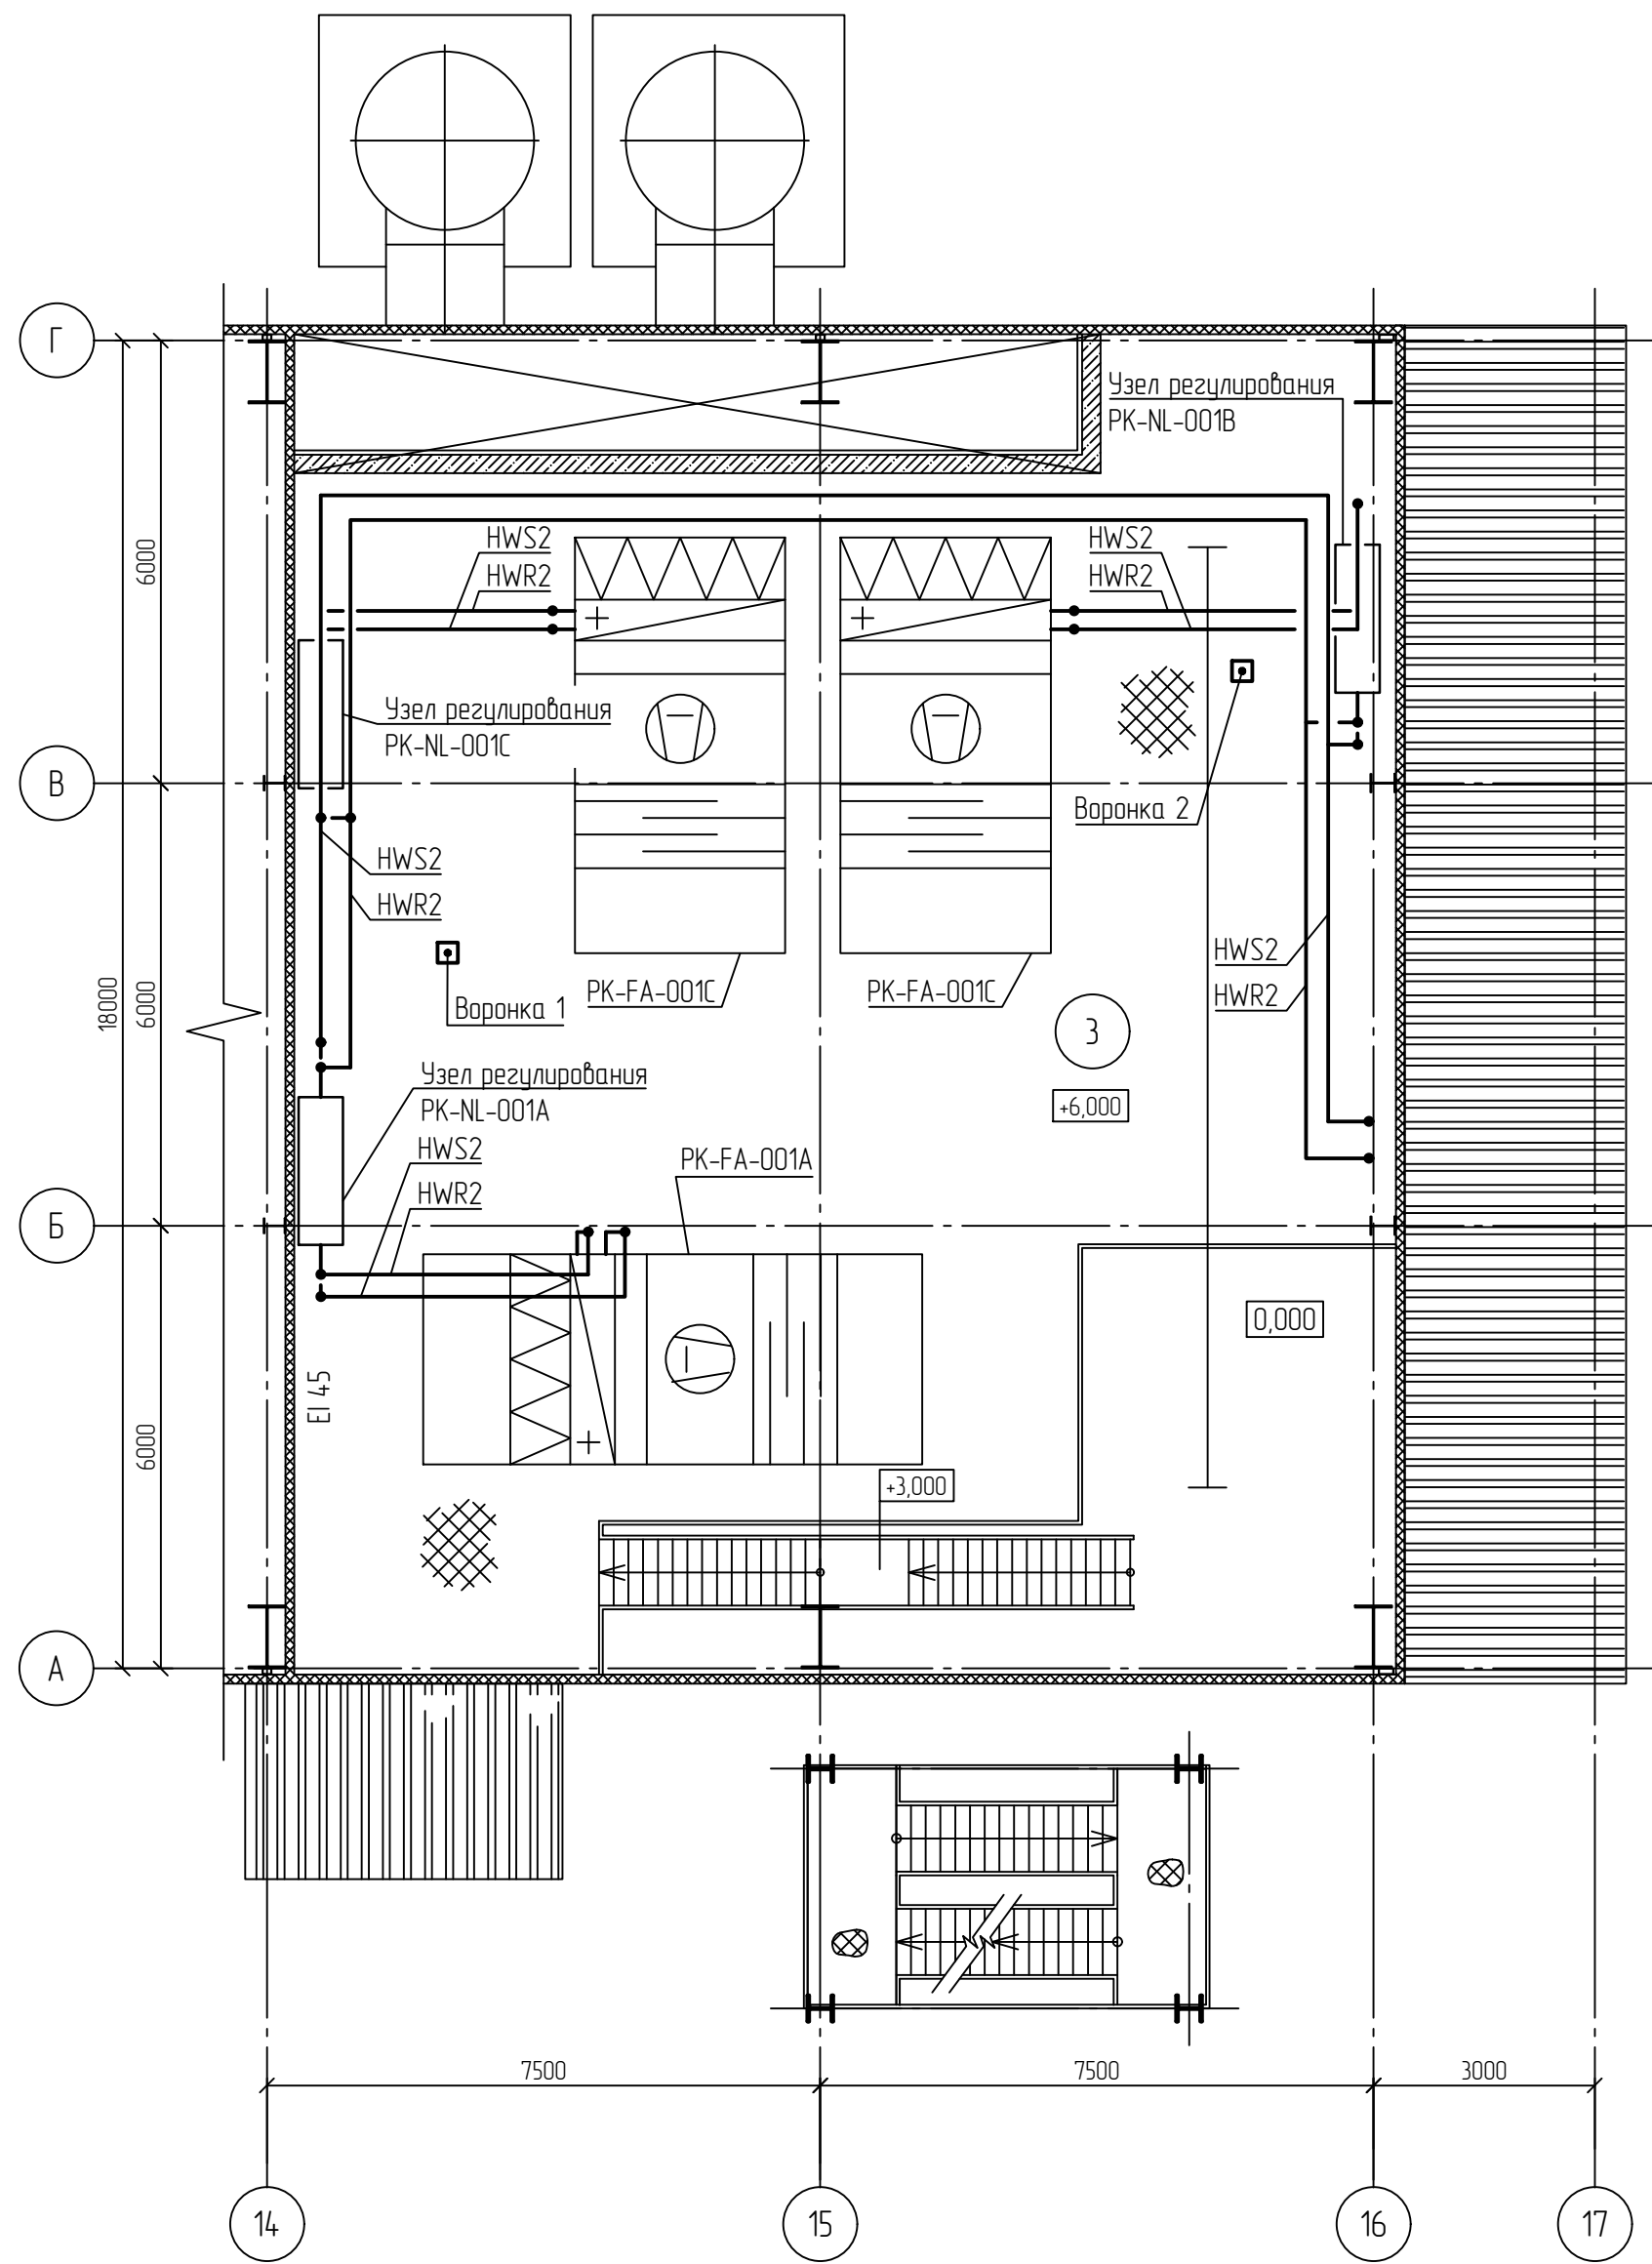 Г
Узел регулирования
PK-NL-001B
HWS2
HWR2
HWS2
HWR2
6000
Узел регулирования
PK-NL-001C
В
Воронка 2
HWS2
HWR2
HWS2
HWR2
PK-FA-001C
PK-FA-001C
Воронка 1
18000
6000
3
Узел регулирования
PK-NL-001A
+6,000
HWS2
HWR2
PK-FA-001A
Б
0,000
EI 45
6000
+3,000
А
7500
7500
3000
14
15
16
17